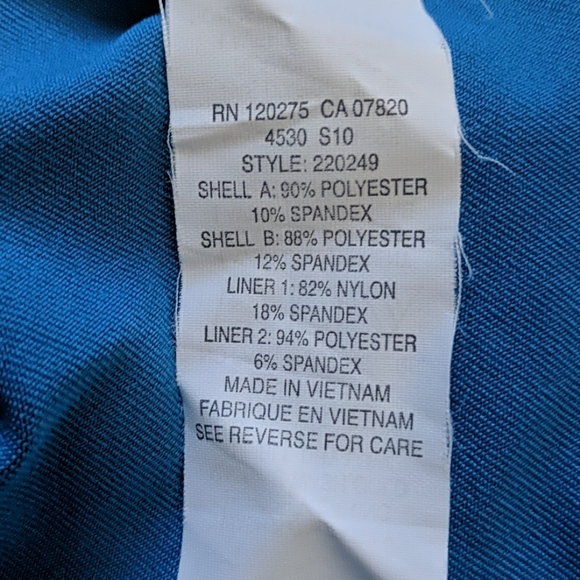 RN 120275 CA 07820
4530 S10
STYLE: 220249
SHELL A: 90% POLYESTER
10% SPANDEX
SHELL B: 88% POLYESTER
12% SPANDEX
LINER 1: 82% NYLON
18% SPANDEX
LINER 2: 94% POLYESTER
6% SPANDEX
MADE IN VIETNAM
FABRIQUE EN VIETNAM
SEE REVERSE FOR CARE